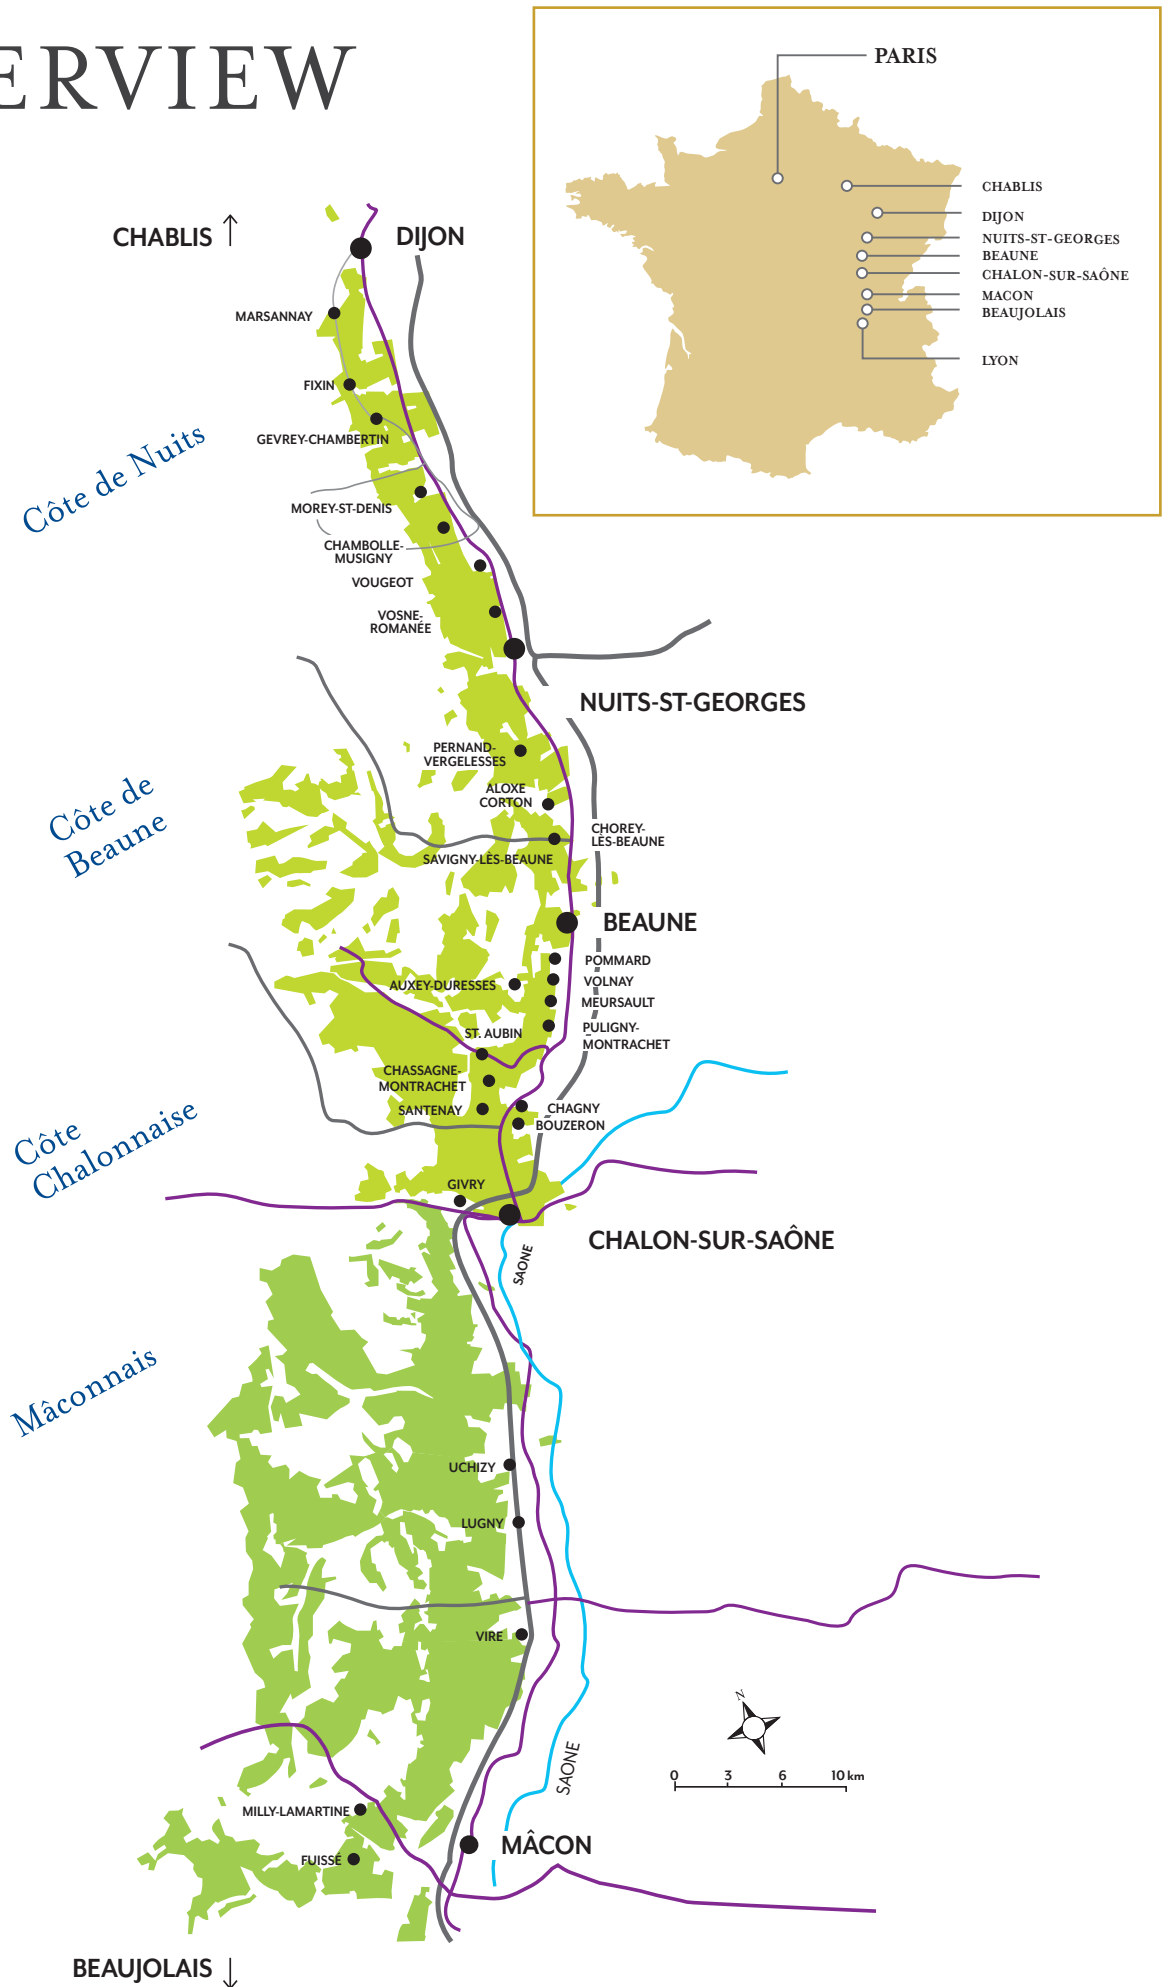 ERVIEW
PARIS
CHABLIS
DIJON
NUITS-ST-GEORGES
BEAUNE
CHALON-SUR-SAÔNE
MACON
BEAUJOLAIS
LYON
CHABLIS ↑
DIJON
MARSANNAY
FIXIN
GEVREY-CHAMBERTIN
Côte de Nuits
MOREY-ST-DENIS
CHAMBOLLE-
MUSIGNY
VOUGEOT
VOSNE-
ROMANÉE
NUITS-ST-GEORGES
PERNAND-
VERGELESSES
ALOXE
CORTON
Côte de
Beaune
CHOREY-
LÈS-BEAUNE
SAVIGNY-LÈS-BEAUNE
BEAUNE
POMMARD
VOLNAY
AUXEY-DURESSES
MEURSAULT
ST. AUBIN
PULIGNY-
MONTRACHET
CHASSAGNE-
MONTRACHET
SANTENAY
CHAGNY
BOUZERON
Côte
Chalonnaise
GIVRY
CHALON-SUR-SAÔNE
SAONE
Mâconnais
UCHIZY
LUGNY
VIRE
N
SAONE
0 3 6 10 km
MILLY-LAMARTINE
MÂCON
FUISSÉ
BEAUJOLAIS ↓